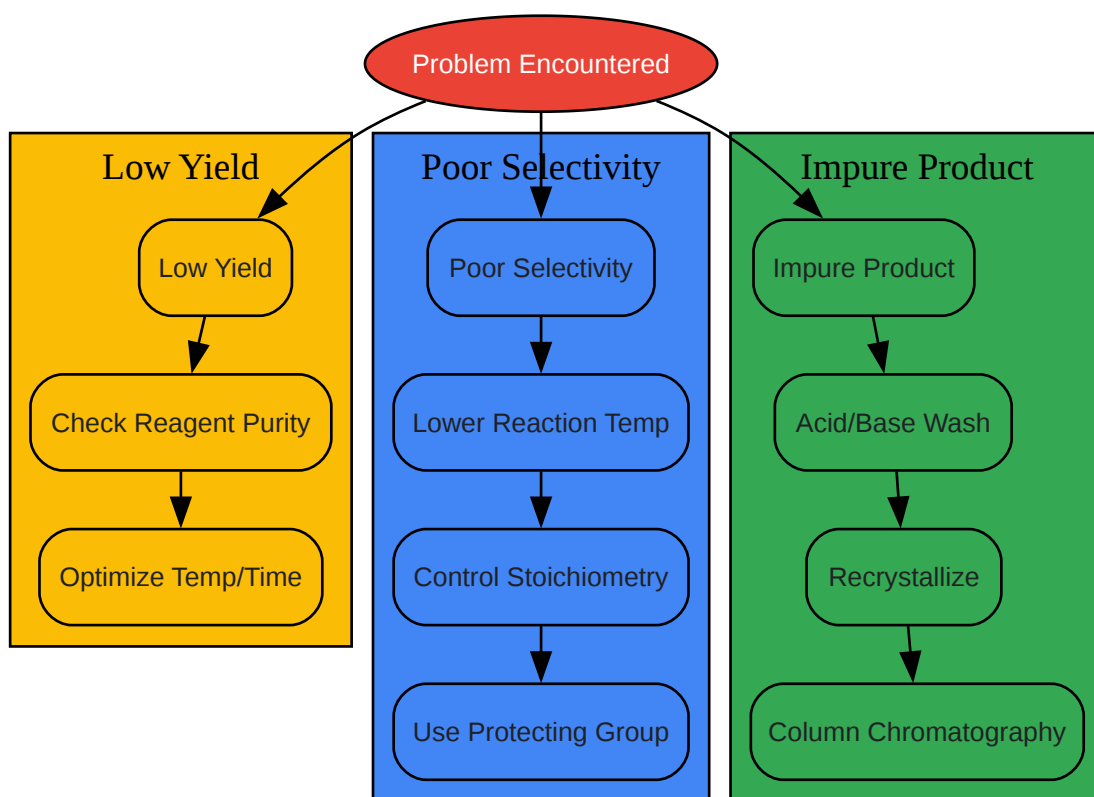 Problem Encountered
Low Yield
Low Yield
Check Reagent Purity
Optimize Temp/Time
Poor Selectivity
Poor Selectivity
Lower Reaction Temp
Control Stoichiometry
Use Protecting Group
Impure Product
Impure Product
Acid/Base Wash
Recrystallize
Column Chromatography